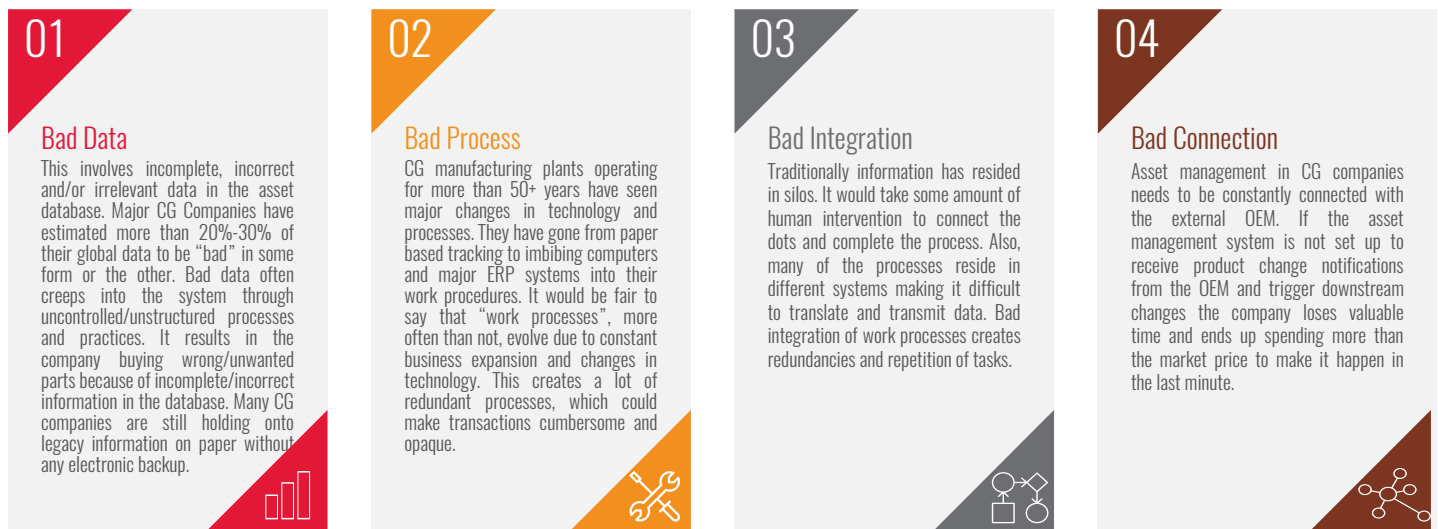 01
Bad Data
This involves incomplete, incorrect
and/or irrelevant data in the asset
database. Major CG Companies have
estimated more than 20%-30% of
their global data to be “bad” in some
form or the other. Bad data often
creeps into the system through
uncontrolled/unstructured processes
and practices. It results in the
company buying wrong/unwanted
parts because of incomplete/incorrect
information in the database. Many CG
companies are still holding onto
legacy information on paper without
any electronic backup.
02
Bad Process
CG manufacturing plants operating
for more than 50+ years have seen
major changes in technology and
processes. They have gone from paper
based tracking to imbibing computers
and major ERP systems into their
work procedures. It would be fair to
say that “work processes”, more
often than not, evolve due to constant
business expansion and changes in
technology. This creates a lot of
redundant processes, which could
make transactions cumbersome and
opaque.
03
Bad Integration
Traditionally information has resided
in silos. It would take some amount of
human intervention to connect the
dots and complete the process. Also,
many of the processes reside in
different systems making it difficult
to translate and transmit data. Bad
integration of work processes creates
redundancies and repetition of tasks.
04
Bad Connection
Asset management in CG companies
needs to be constantly connected with
the external OEM. If the asset
management system is not set up to
receive product change notifications
from the OEM and trigger downstream
changes the company loses valuable
time and ends up spending more than
the market price to make it happen in
the last minute.